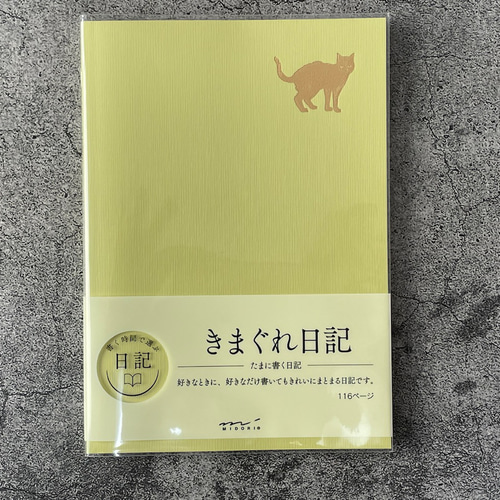 きまぐれ日記
たまに書く日記
好きなときに、好きなだけ書いてもきれいにまとまる日記です。
116ページ
書く時間で選ぶ
日記
MIDORI